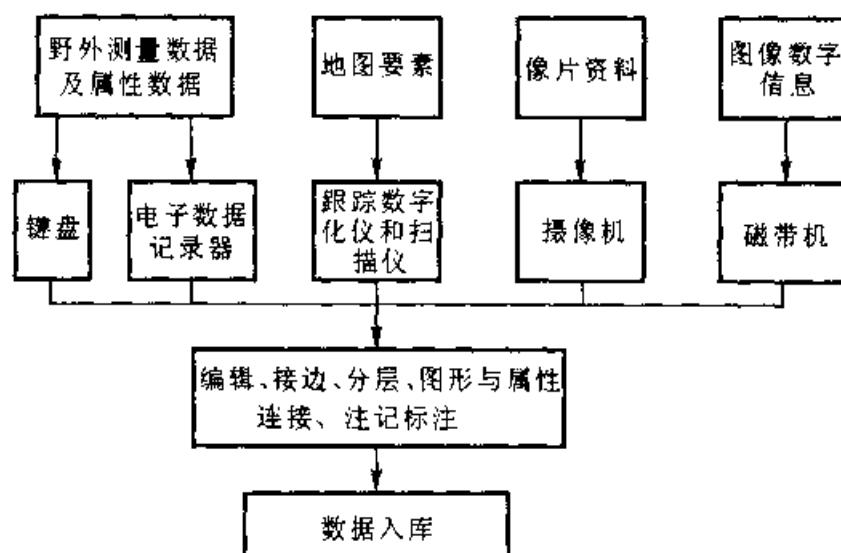 野外测量数据
及属性数据
地图要素
像片资料
图像数字
信息
键盘
电子数据
记录器
跟踪数字
化仪和扫
描仪
摄像机
磁带机
编辑、接边、分层、图形与属性
连接、注记标注
数据入库